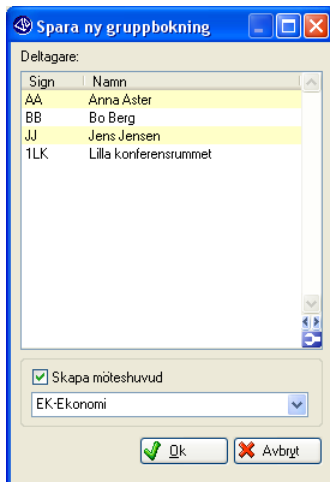 Spara ny gruppbokning
Deltagare:
Sign Namn
AA Anna Aster
BB Bo Berg
JJ Jens Jensen
1LK Lilla konferensrummet
Skapa möteshuvud
EK-Ekonomi
Ok Avbryt